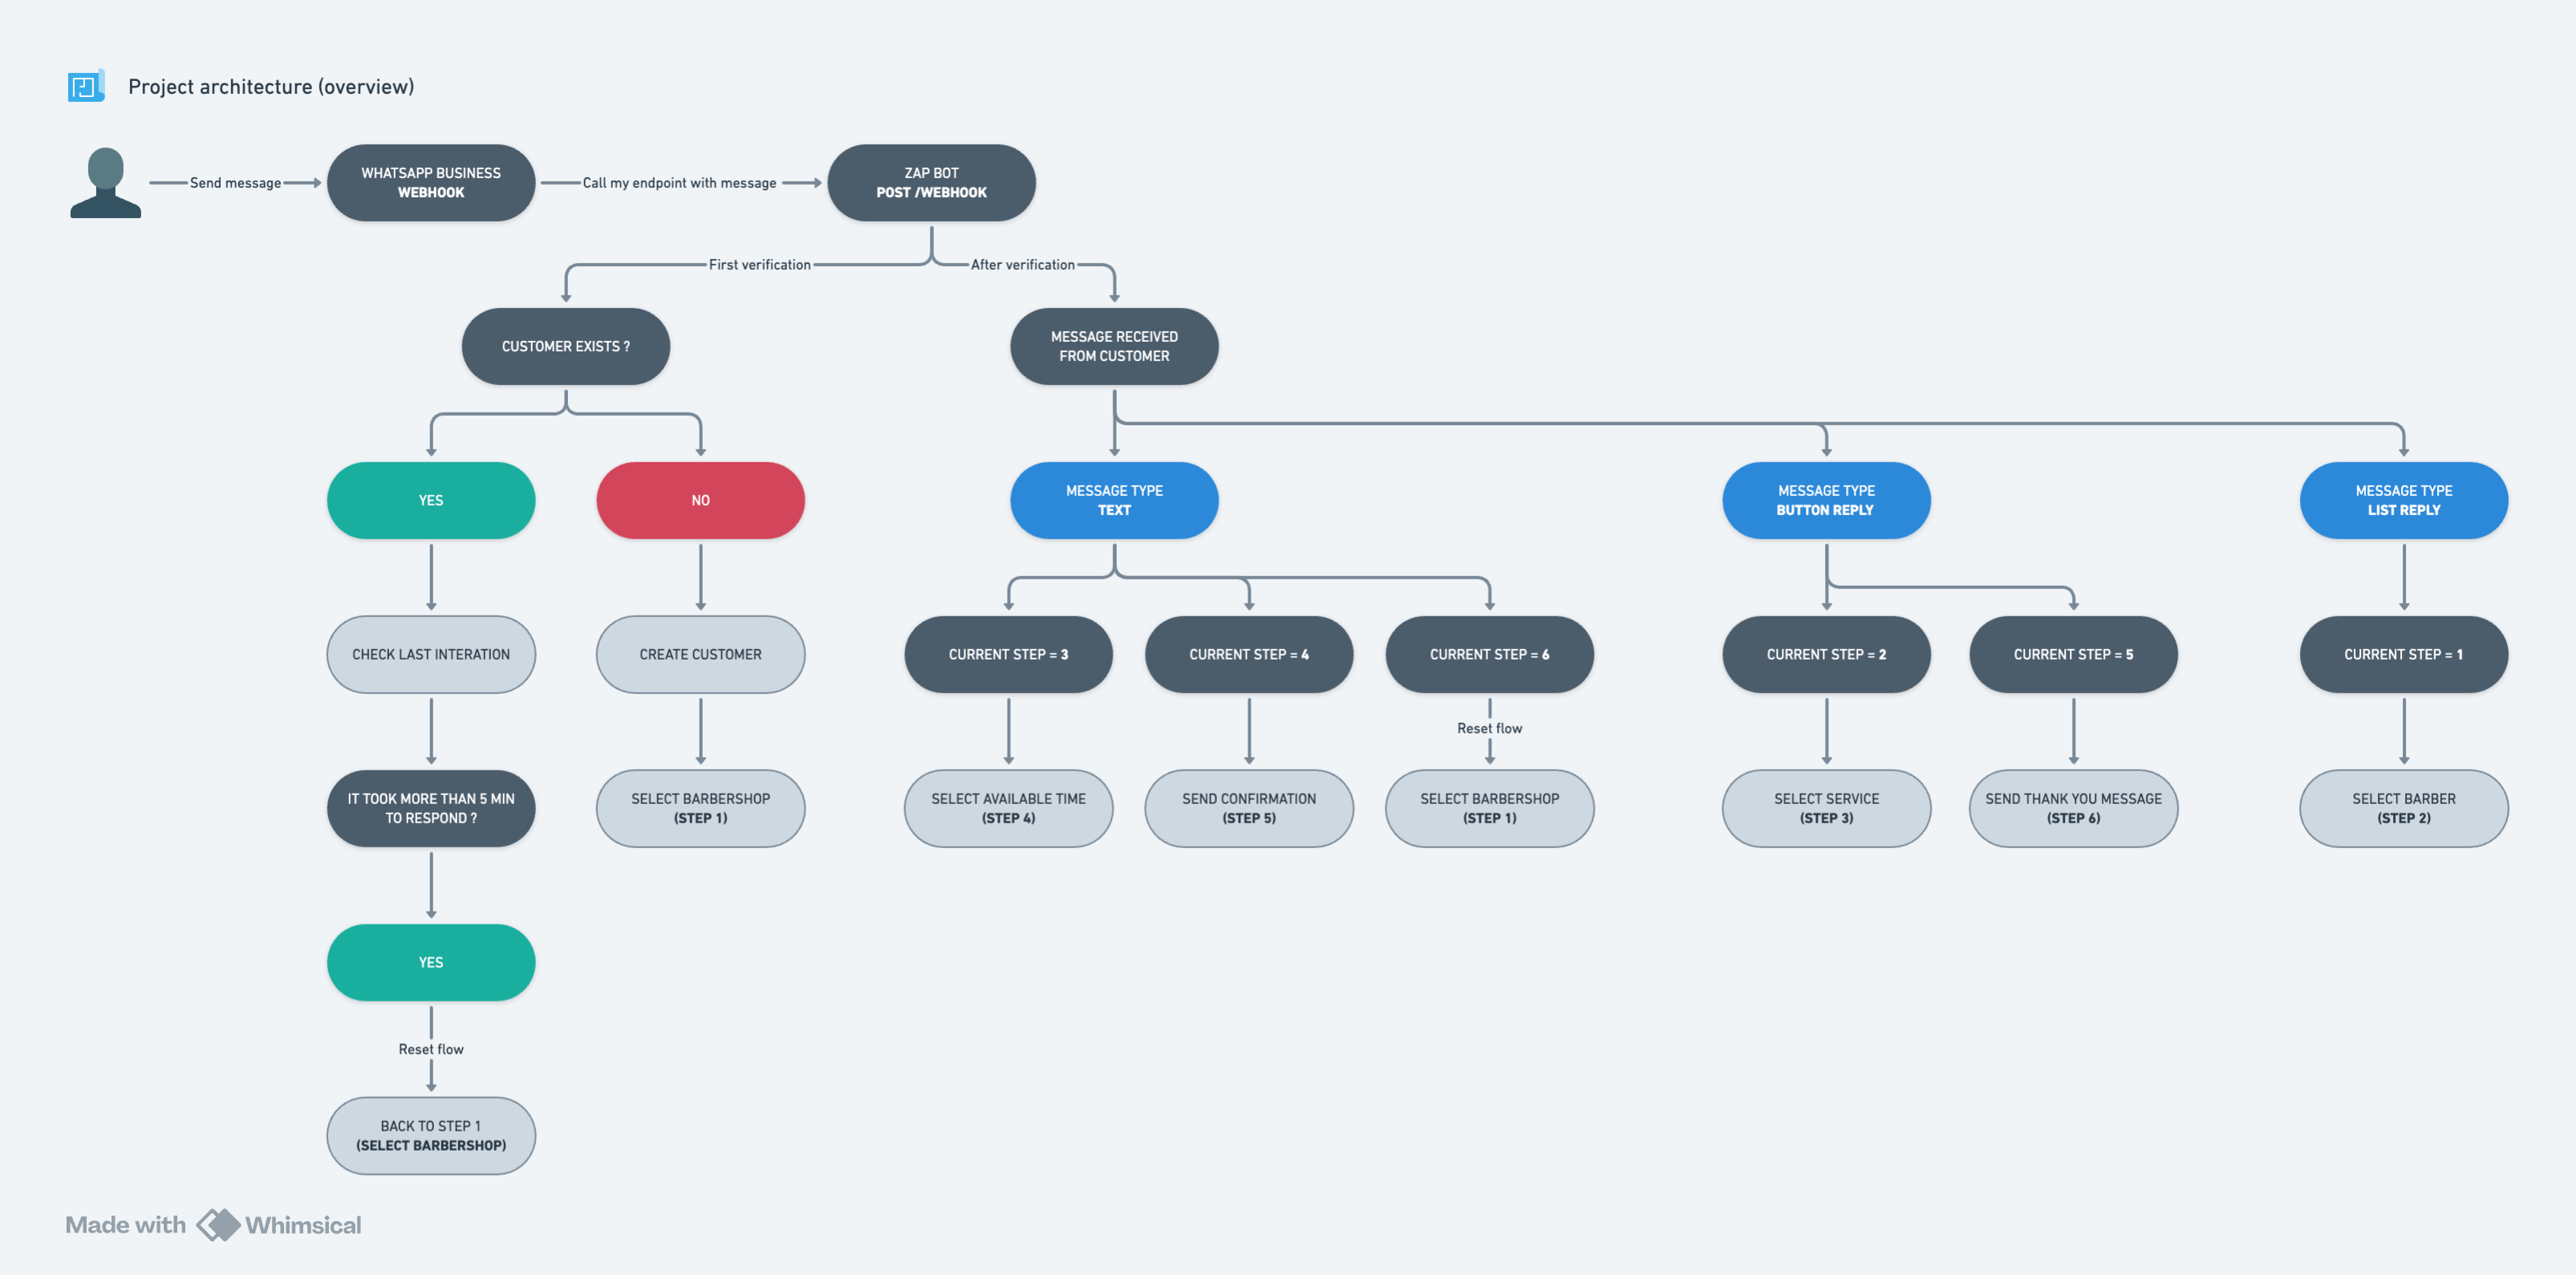 Project architecture (overview)
Send message
WHATSAPP BUSINESS
WEBHOOK
Call my endpoint with message
ZAP BOT
POST /WEBHOOK
First verification
After verification
CUSTOMER EXISTS ?
MESSAGE RECEIVED
FROM CUSTOMER
YES
NO
MESSAGE TYPE
TEXT
MESSAGE TYPE
BUTTON REPLY
MESSAGE TYPE
LIST REPLY
CHECK LAST INTERATION
CREATE CUSTOMER
CURRENT STEP = 3
CURRENT STEP = 4
CURRENT STEP = 6
CURRENT STEP = 2
CURRENT STEP = 5
CURRENT STEP = 1
Reset flow
IT TOOK MORE THAN 5 MIN
TO RESPOND ?
SELECT BARBERSHOP
(STEP 1)
SELECT AVAILABLE TIME
(STEP 4)
SEND CONFIRMATION
(STEP 5)
SELECT BARBERSHOP
(STEP 1)
SELECT SERVICE
(STEP 3)
SEND THANK YOU MESSAGE
(STEP 6)
SELECT BARBER
(STEP 2)
YES
Reset flow
BACK TO STEP 1
(SELECT BARBERSHOP)
Made with Whimsical